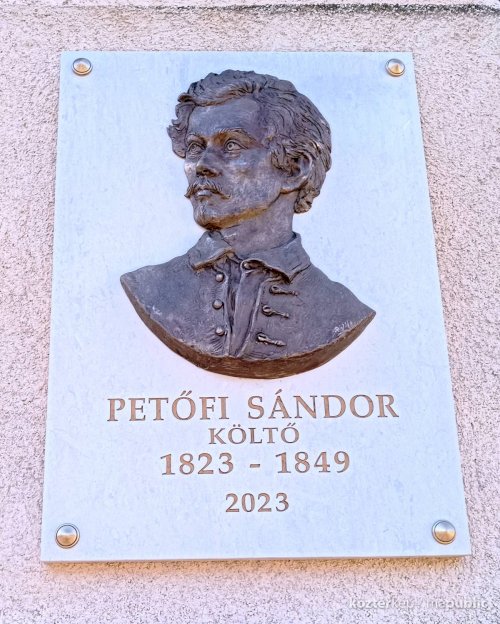 PETŐFI SÁNDOR
KÖLTŐ
1823 - 1849
2023